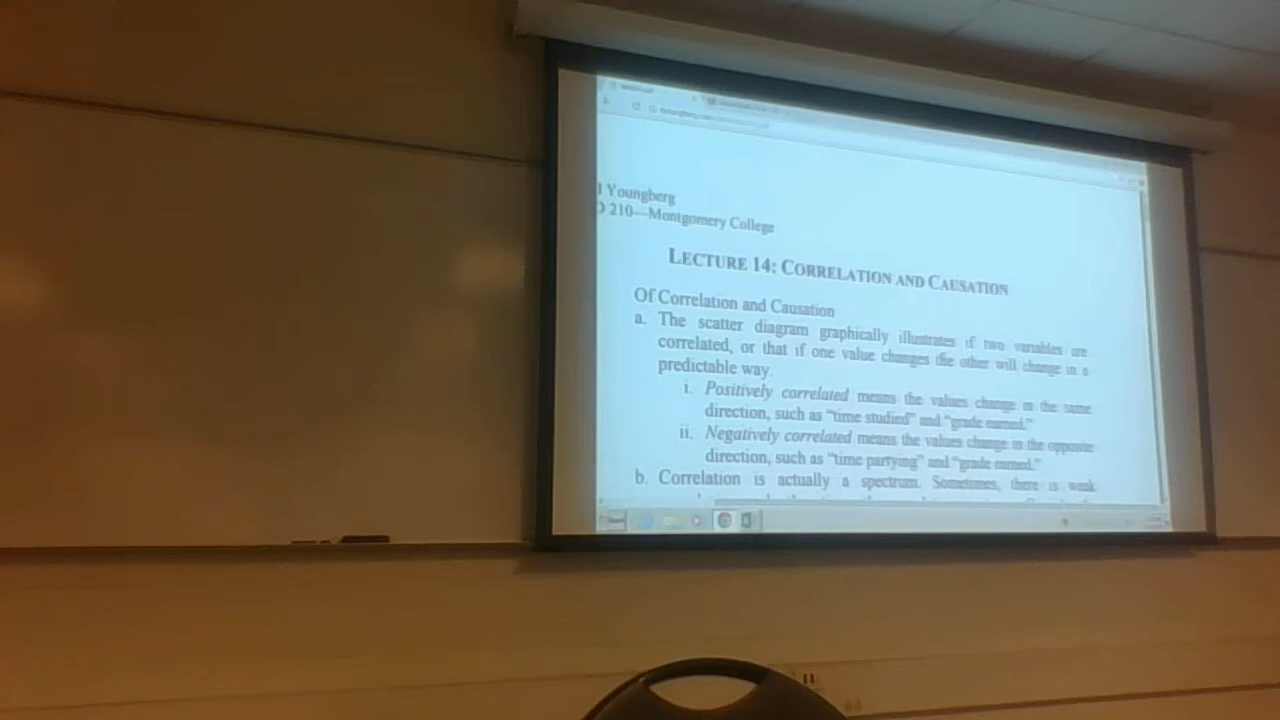 Youngberg
210—Montgomery College
LECTURE 14: CORRELATION AND CAUSATION
Of Correlation and Causation
a. The scatter diagram graphically illustrates if two variables are
correlated, or that if one value changes the other will change in a
predictable way.
i. Positively correlated means the values change in the same
direction, such as "time studied" and "grade earned."
ii. Negatively correlated means the values change in the opposite
direction, such as "time partying" and "grade earned."
b. Correlation is actually a spectrum. Sometimes, there is weak